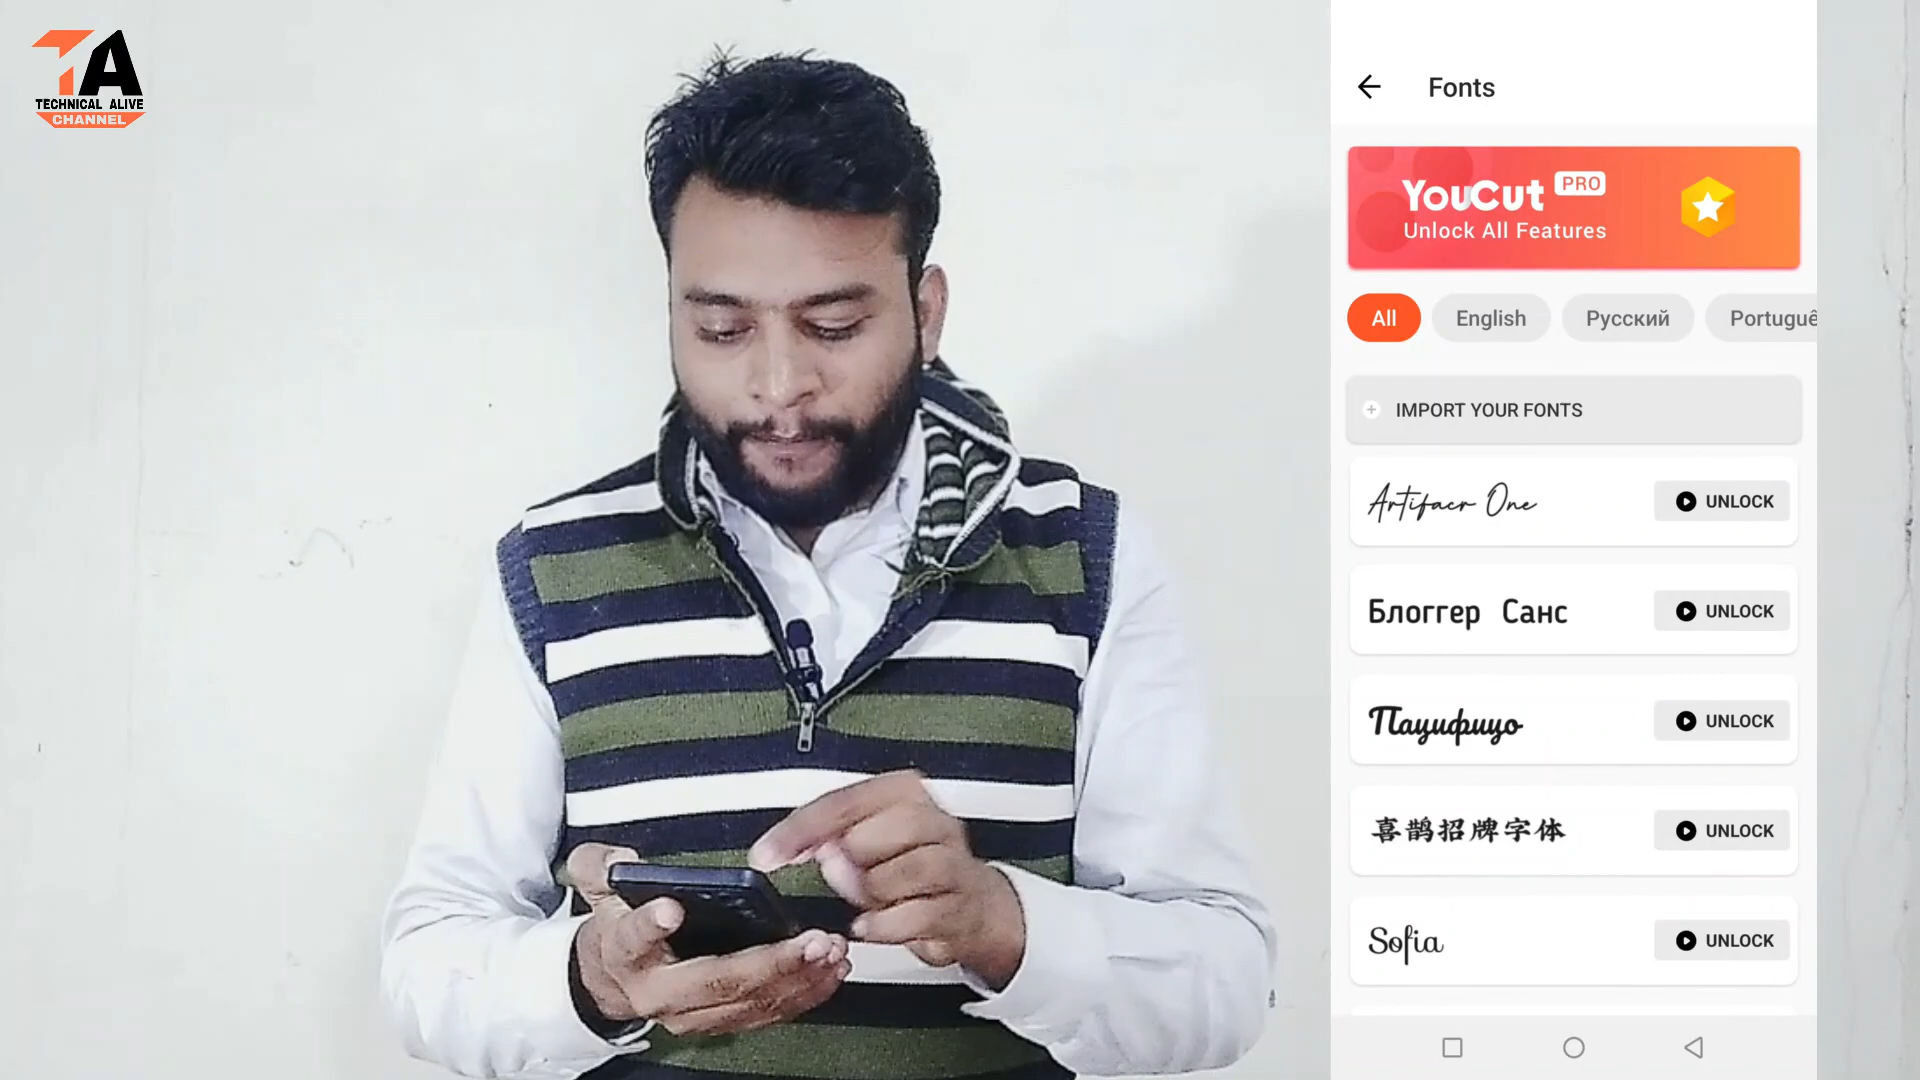 TA
TECHNICAL ALIVE
CHANNEL
Fonts
YouCut PRO
Unlock All Features
All English Русский Portuguê
IMPORT YOUR FONTS
Artifacr One UNLOCK
Блоггер Санс UNLOCK
Пацифицо UNLOCK
喜鹊招牌字体 UNLOCK
Sofia UNLOCK